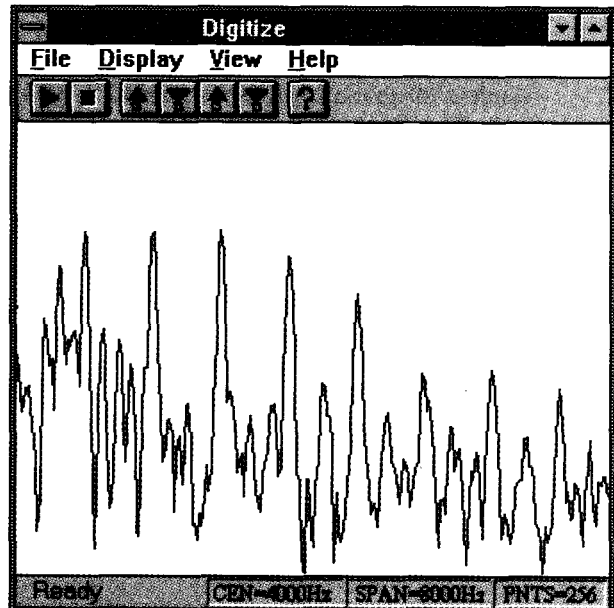 Digitize
File Display View Help
?
Ready CEN=4000Hz SPAN=8000Hz PNTS=256